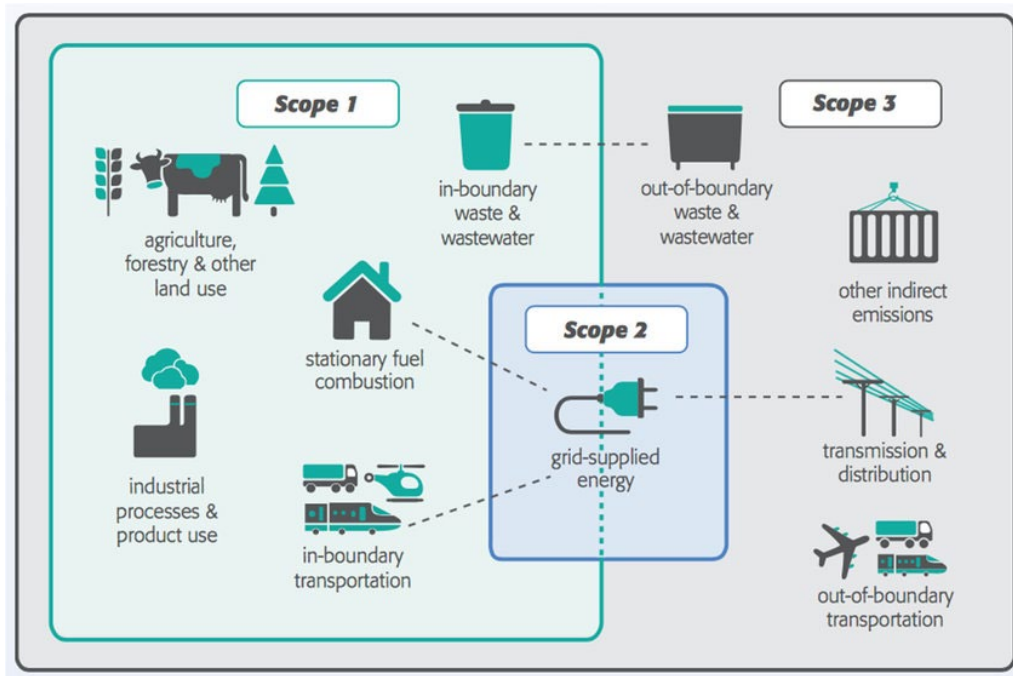 Scope 1
Scope 3
in-boundary
waste &
wastewater
out-of-boundary
waste &
wastewater
agriculture,
forestry & other
land use
other indirect
emissions
Scope 2
stationary fuel
combustion
grid-supplied
energy
transmission &
distribution
industrial
processes &
product use
in-boundary
transportation
out-of-boundary
transportation